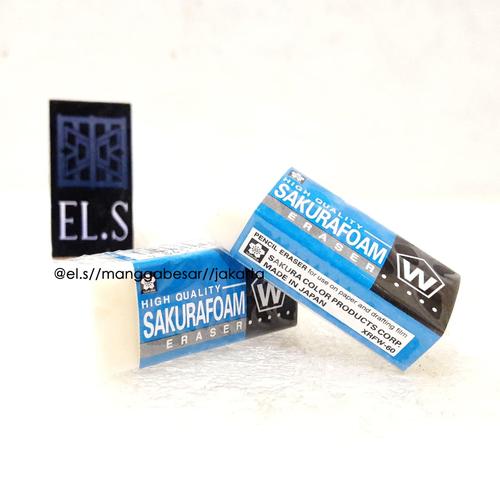 EL.S
@el.s//manggabesar//jakarta
HIGH QUALITY
SAKURAFOAM
ERASER
W
HIGH QUALITY
SAKURAFOAM
ERASER
W
PENCIL ERASER for use on paper and drafting film
SAKURA COLOR PRODUCTS CORP.
MADE IN JAPAN
XRFW-60